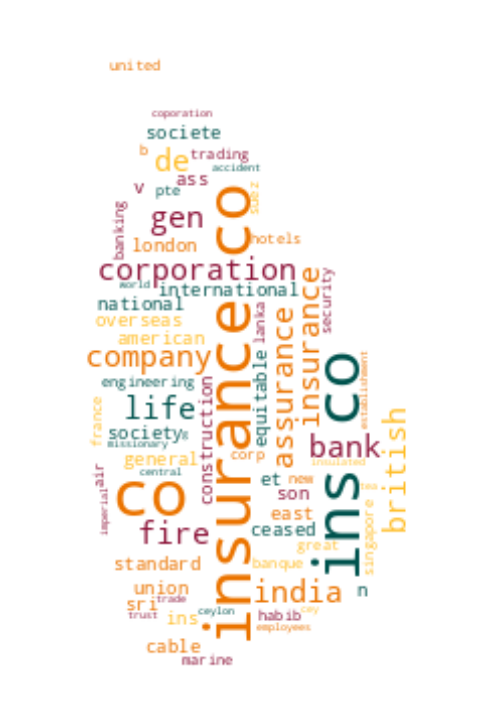 united
coporation
societe
b
de
trading
accident
v
pte
ass
suez
banking
gen
insurance co
london
hotels
corporation
world
international
security
national
lanka
insurance
overseas
assurance
american
company
equitable
ins co
establishment
engineering
construction
life
france
british
society
missionary
bank
general
corp
insulated
central
air
co
et
new
son
tea
singapore
imperial
fire
east
ceased
great
standard
banque
union
india
n
sri
trade
trust
ins
ceylon
habib
cey
employees
cable
marine